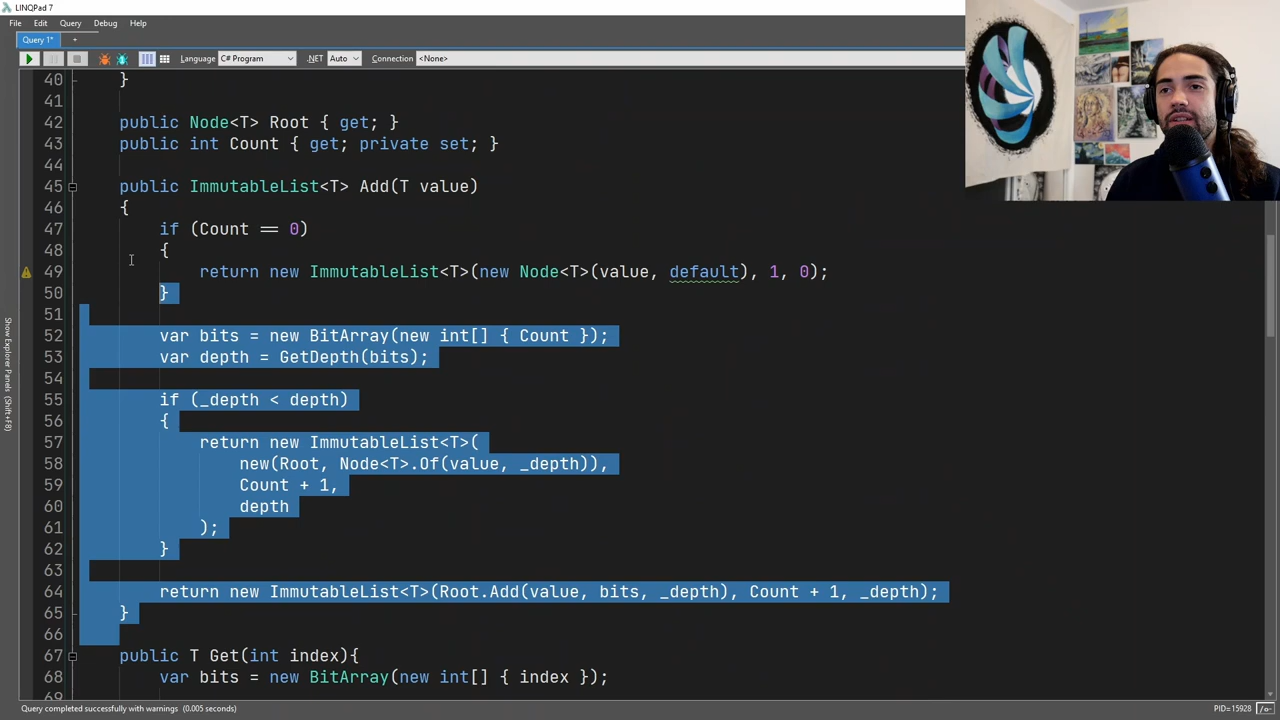 LINQPad 7
File Edit Query Debug Help
Query 1* +
Language C# Program .NET Auto Connection <None>
40 }
41
42 public Node<T> Root { get; }
43 public int Count { get; private set; }
44
45 public ImmutableList<T> Add(T value)
46 {
47 if (Count == 0)
48 {
49 return new ImmutableList<T>(new Node<T>(value, default), 1, 0);
50 }
51
52 var bits = new BitArray(new int[] { Count });
53 var depth = GetDepth(bits);
54
55 if (_depth < depth)
56 {
57 return new ImmutableList<T>(
58 new(Root, Node<T>.Of(value, _depth)),
59 Count + 1,
60 depth
61 );
62 }
63
64 return new ImmutableList<T>(Root.Add(value, bits, _depth), Count + 1, _depth);
65 }
66
67 public T Get(int index){
68 var bits = new BitArray(new int[] { index });
69
Show Explorer Panels (Shift+F8)
Query completed successfully with warnings (0.005 seconds)
PID=15928 /o-